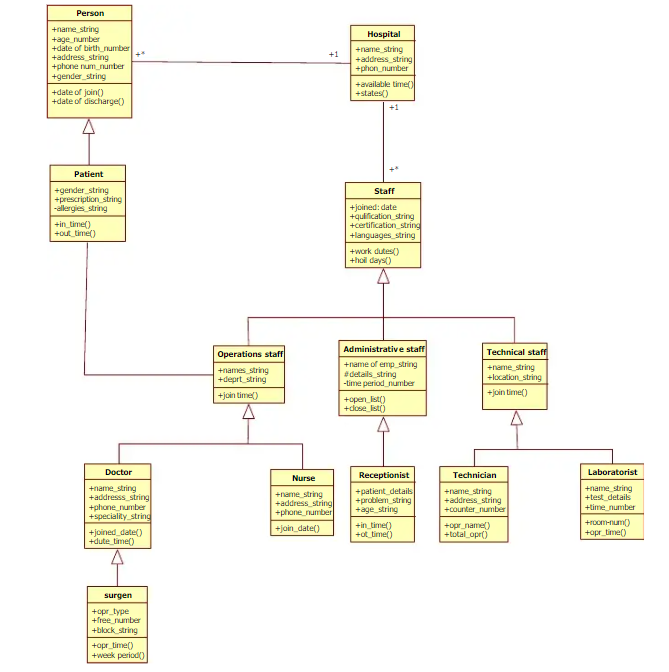 Person
+name_string
+age_number
+date of birth_number
+address_string
+phone num_number
+gender_string
+date of join()
+date of discharge()
+*
+1
Hospital
+name_string
+address_string
+phon_number
+available time()
+states()
+1
+*
Patient
+gender_string
+prescription_string
-allergies_string
+in_time()
+out_time()
Staff
+joined: date
+qulification_string
+certification_string
+languages_string
+work dutes()
+hoil days()
Operations staff
+names_string
+deprt_string
+join time()
Administrative staff
+name of emp_string
#details_string
-time period_number
+open_list()
+close_list()
Technical staff
+name_string
+location_string
+join time()
Doctor
+name_string
+addresss_string
+phone_number
+speciality_string
+joined_date()
+dute_time()
Nurse
+name_string
+address_string
+phone_number
+join_date()
Receptionist
+patient_details
+problem_string
+age_string
+in_time()
+ot_time()
Technician
+name_string
+address_string
+counter_number
+opr_name()
+total_opr()
Laboratorist
+name_string
+test_details
+time_number
+room-num()
+opr_time()
surgen
+opr_type
+free_number
+block_string
+opr_time()
+week period()